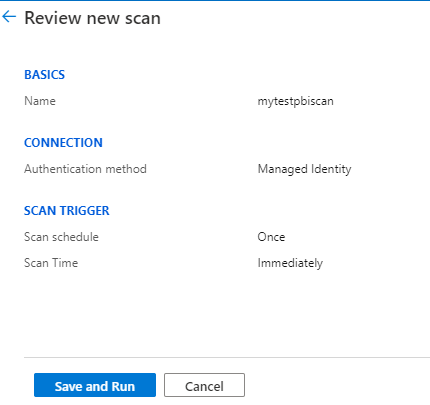 Review new scan
BASICS
Name mytestpbiscan
CONNECTION
Authentication method Managed Identity
SCAN TRIGGER
Scan schedule Once
Scan Time Immediately
Save and Run Cancel